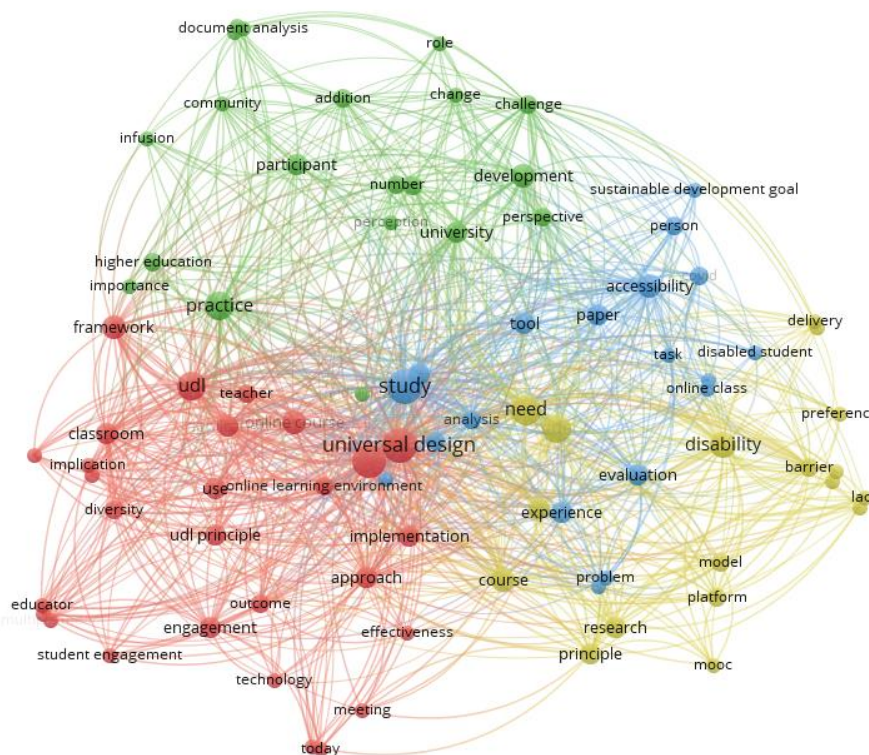 document analysis
role
community
addition
change
challenge
infusion
participant
number
development
sustainable development goal
perception
university
perspective
person
higher education
importance
accessibility
practice
framework
tool
paper
delivery
task
disabled student
udl
teacher
study
online class
need
preferenc
online course
analysis
classroom
universal design
disability
implication
barrier
use
online learning environment
evaluation
lac
diversity
experience
udl principle
implementation
model
approach
course
problem
platform
educator
outcome
engagement
effectiveness
research
student engagement
principle
mooc
technology
meeting
today